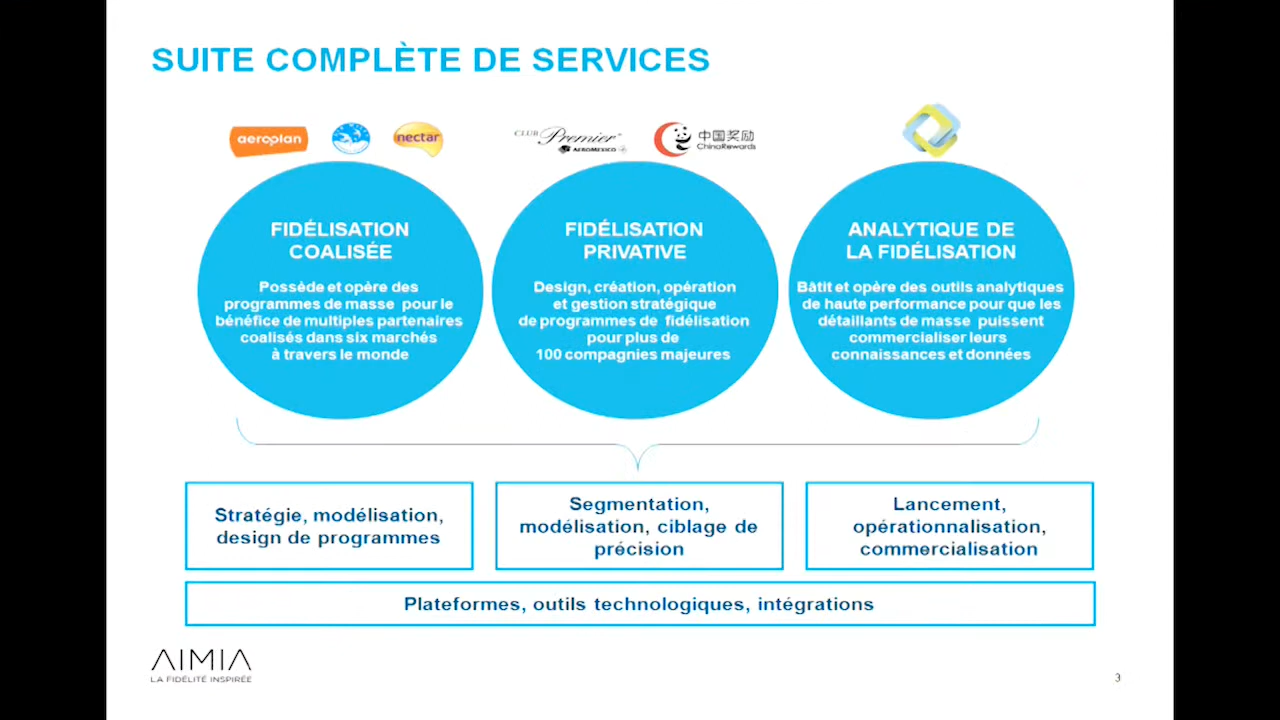 SUITE COMPLÈTE DE SERVICES
aeroplan
nectar
CLUB Premier
AEROMEXICO
中国奖励
ChinaRewards
FIDÉLISATION
COALISÉE
Possède et opère des
programmes de masse pour le
bénéfice de multiples partenaires
coalisés dans six marchés
à travers le monde
FIDÉLISATION
PRIVATIVE
Design, création, opération
et gestion stratégique
de programmes de fidélisation
pour plus de
100 compagnies majeures
ANALYTIQUE DE
LA FIDÉLISATION
Bâtit et opère des outils analytiques
de haute performance pour que les
détaillants de masse puissent
commercialiser leurs
connaissances et données
Stratégie, modélisation,
design de programmes
Segmentation,
modélisation, ciblage de
précision
Lancement,
opérationnalisation,
commercialisation
Plateformes, outils technologiques, intégrations
AIMIA
LA FIDÉLITÉ INSPIRÉE
3